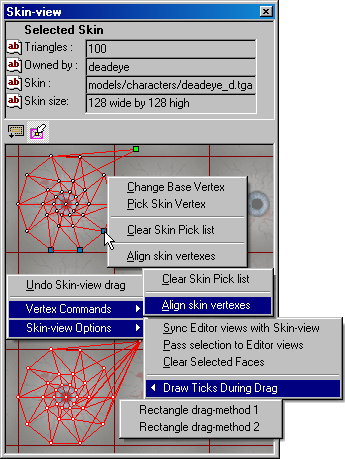 Skin-view
Selected Skin
Triangles : 100
Owned by : deadeye
Skin : models/characters/deadeye_d.tga
Skin size: 128 wide by 128 high
Change Base Vertex
Pick Skin Vertex
Clear Skin Pick list
Align skin vertexes
Undo Skin-view drag
Vertex Commands
Skin-view Options
Clear Skin Pick list
Align skin vertexes
Sync Editor views with Skin-view
Pass selection to Editor views
Clear Selected Faces
Draw Ticks During Drag
Rectangle drag-method 1
Rectangle drag-method 2